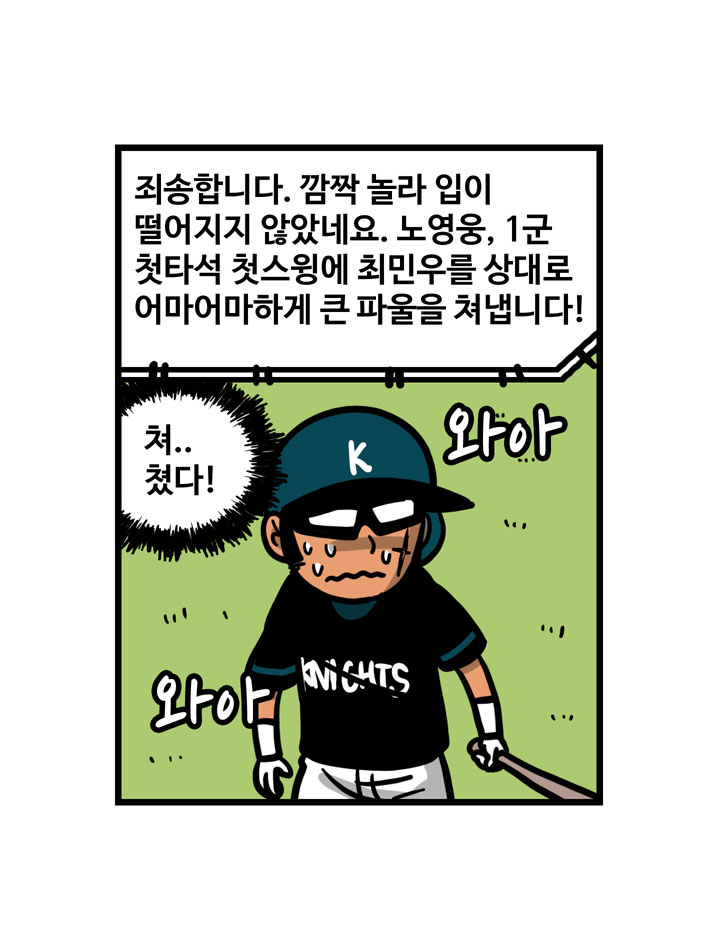 죄송합니다. 깜짝 놀라 입이
떨어지지 않았네요. 노영웅, 1군
첫타석 첫스윙에 최민우를 상대로
어마어마하게 큰 파울을 쳐냅니다!
와아
쳐..
쳤다!
K
KNIGHTS
와아